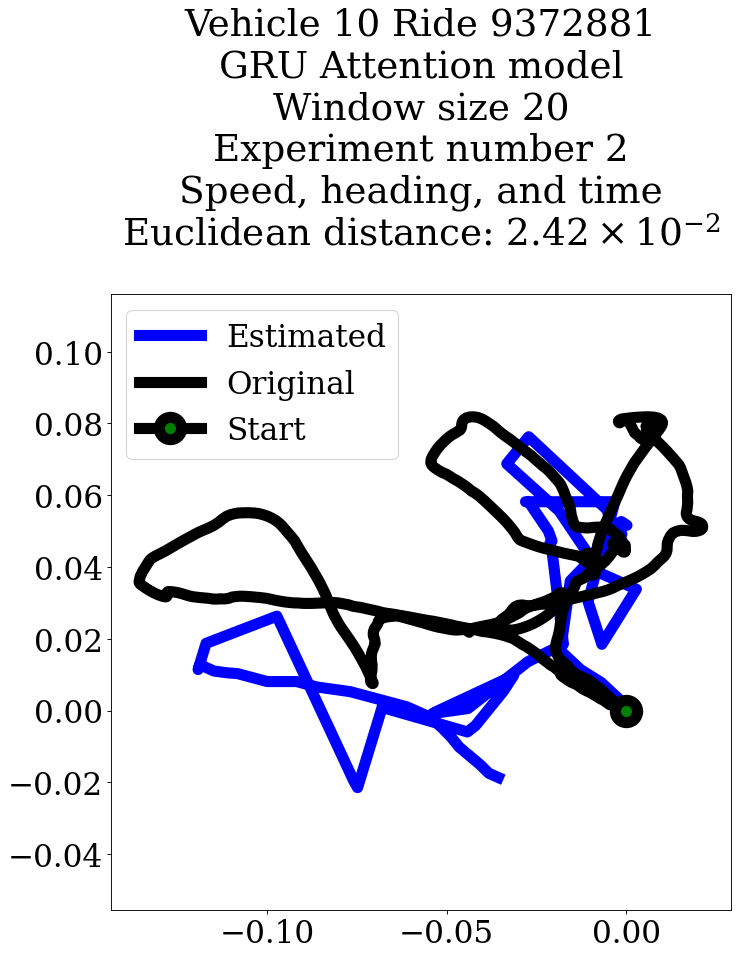 Vehicle 10 Ride 9372881
GRU Attention model
Window size 20
Experiment number 2
Speed, heading, and time
Euclidean distance: 2.42 × 10⁻²
Estimated
Original
Start
0.10
0.08
0.06
0.04
0.02
0.00
−0.02
−0.04
−0.10 −0.05 0.00